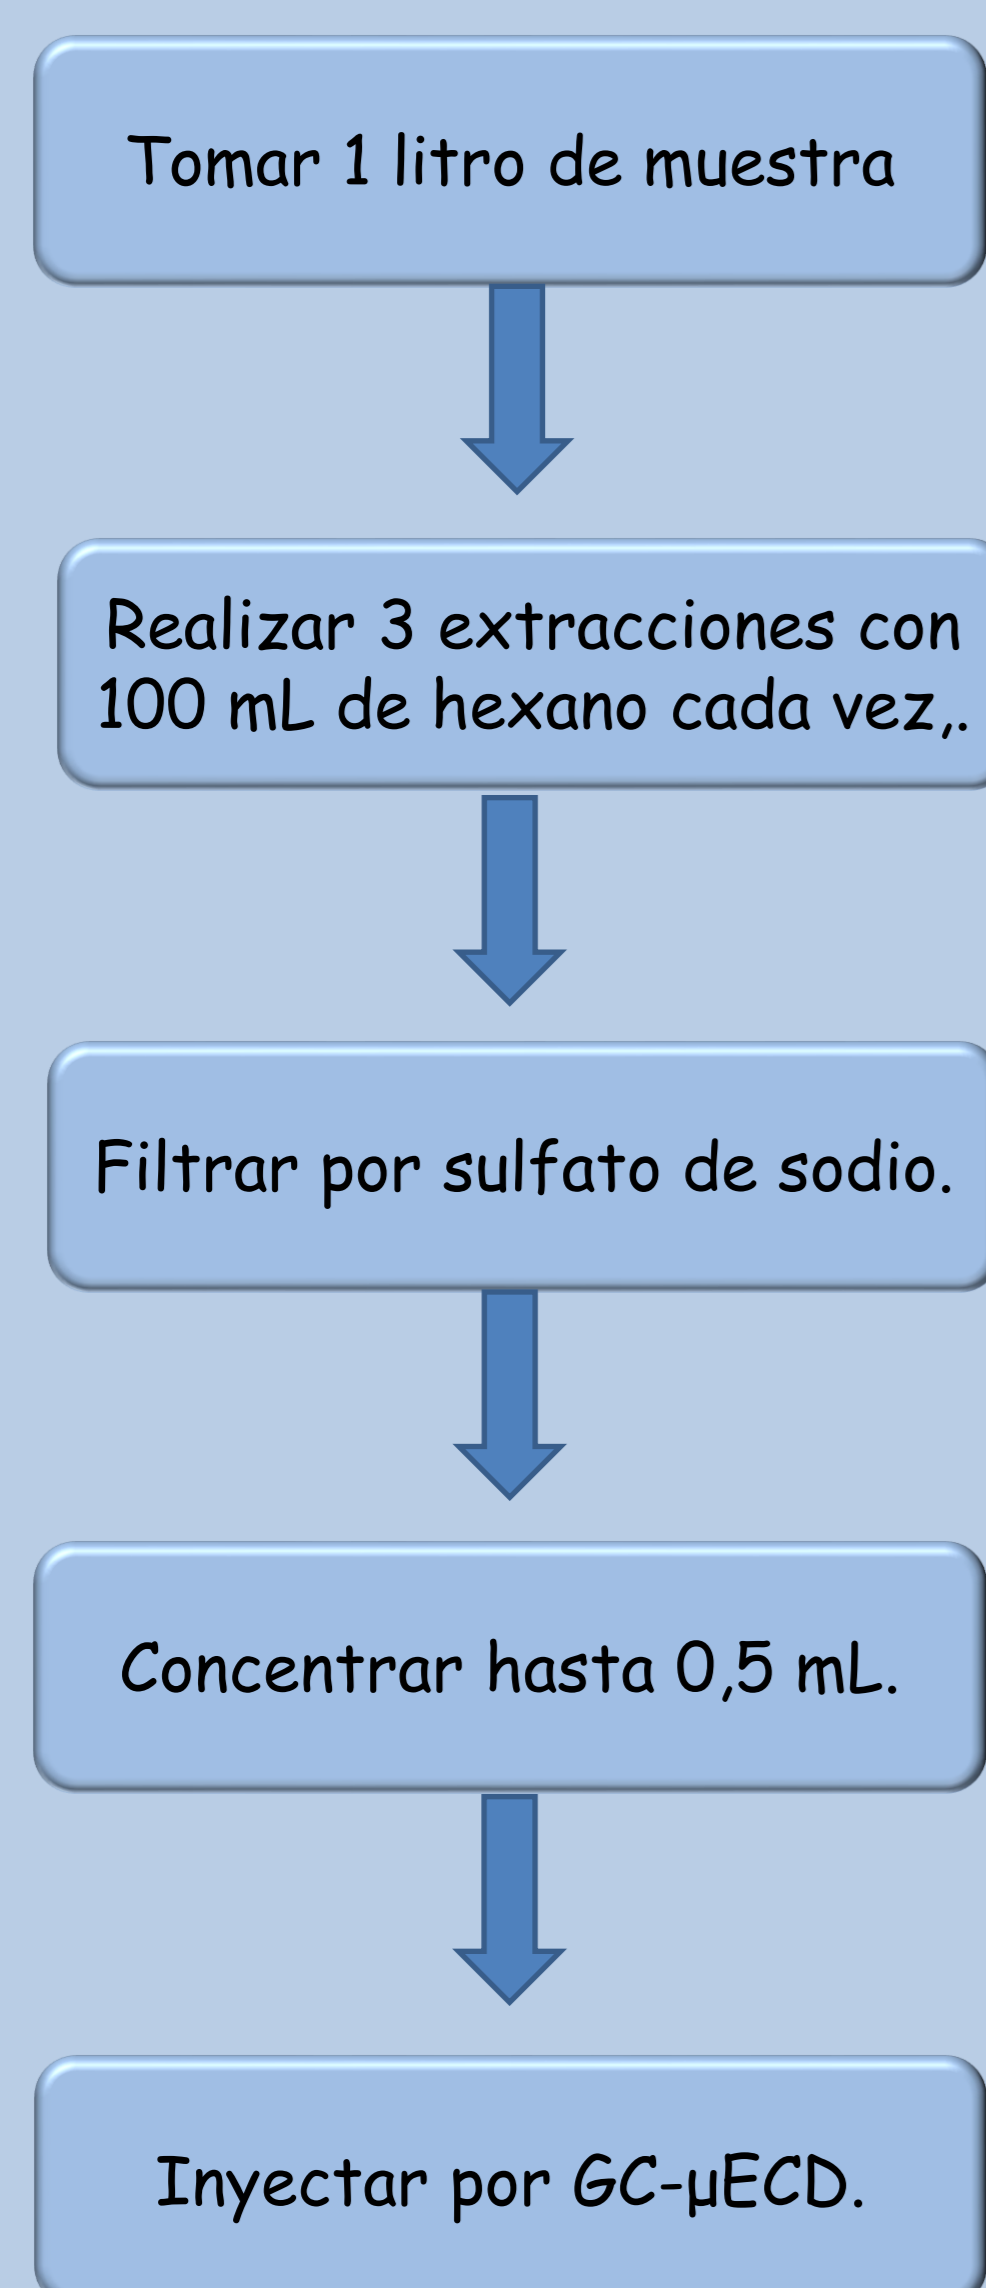 Tomar 1 litro de muestra
Realizar 3 extracciones con
100 mL de hexano cada vez,.
Filtrar por sulfato de sodio.
Concentrar hasta 0,5 mL.
Inyectar por GC-µECD.